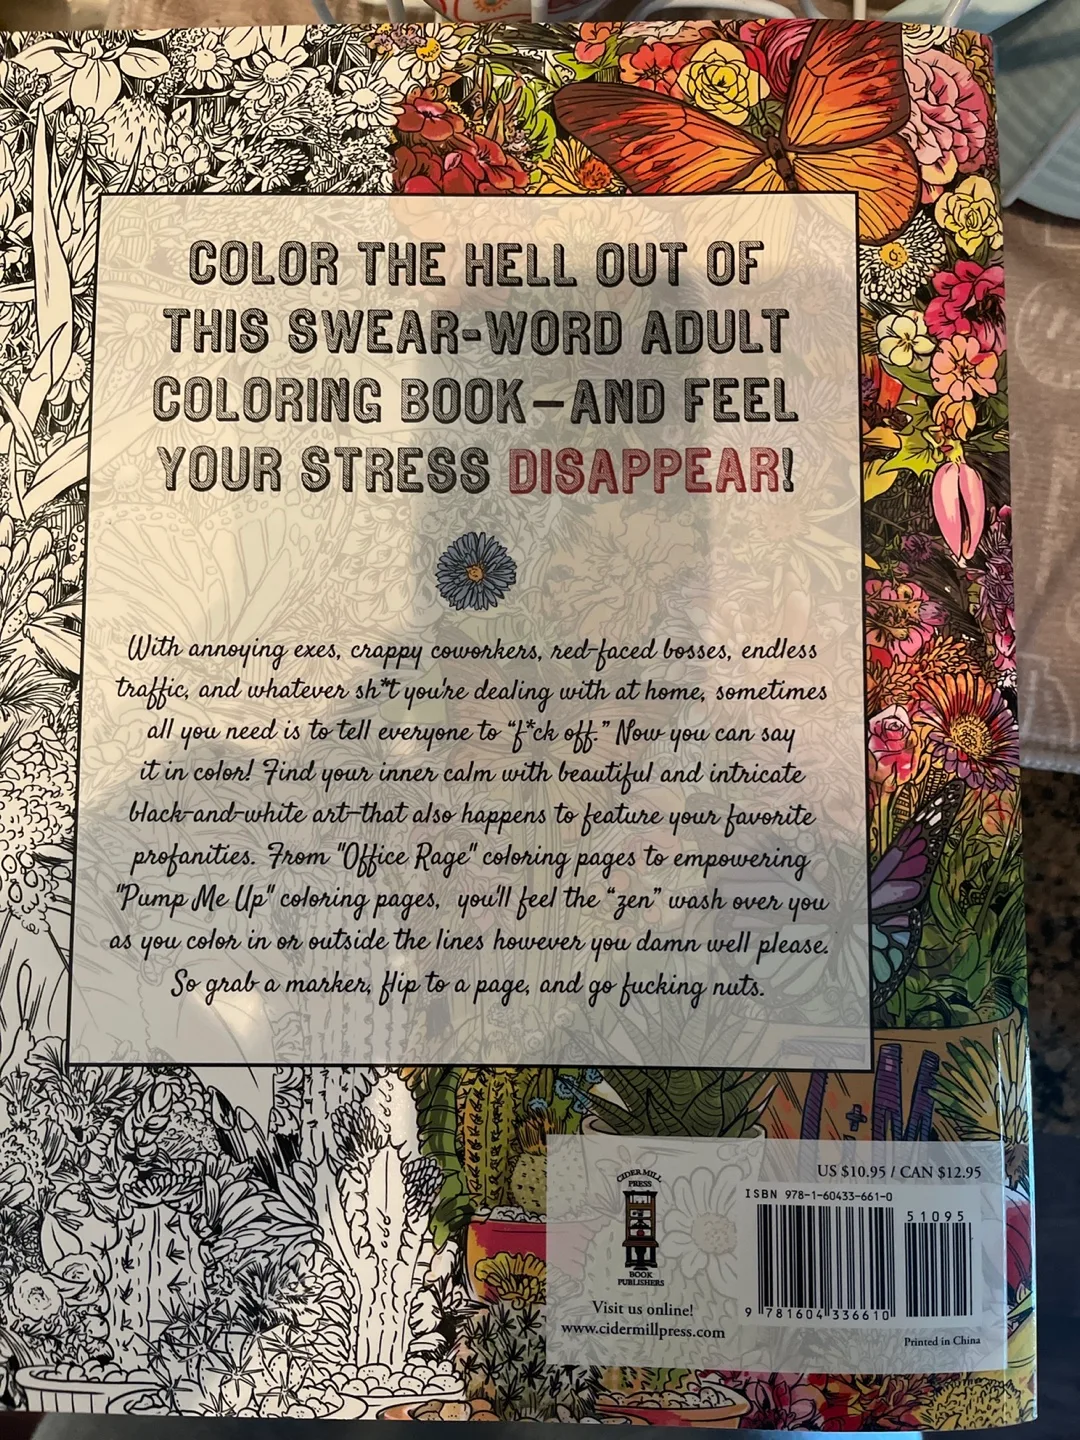 COLOR THE HELL OUT OF
THIS SWEAR-WORD ADULT
COLORING BOOK—AND FEEL
YOUR STRESS DISAPPEAR!
With annoying exes, crappy coworkers, red-faced bosses, endless
traffic, and whatever sh*t you're dealing with at home, sometimes
all you need is to tell everyone to "f*ck off." Now you can say
it in color! Find your inner calm with beautiful and intricate
black-and-white art—that also happens to feature your favorite
profanities. From "Office Rage" coloring pages to empowering
"Pump Me Up" coloring pages, you'll feel the "zen" wash over you
as you color in or outside the lines however you damn well please.
So grab a marker, flip to a page, and go fucking nuts.
CIDER MILL
PRESS
BOOK
PUBLISHERS
Visit us online!
www.cidermillpress.com
US $10.95 / CAN $12.95
ISBN 978-1-60433-661-0
51095
9 781604 336610
Printed in China